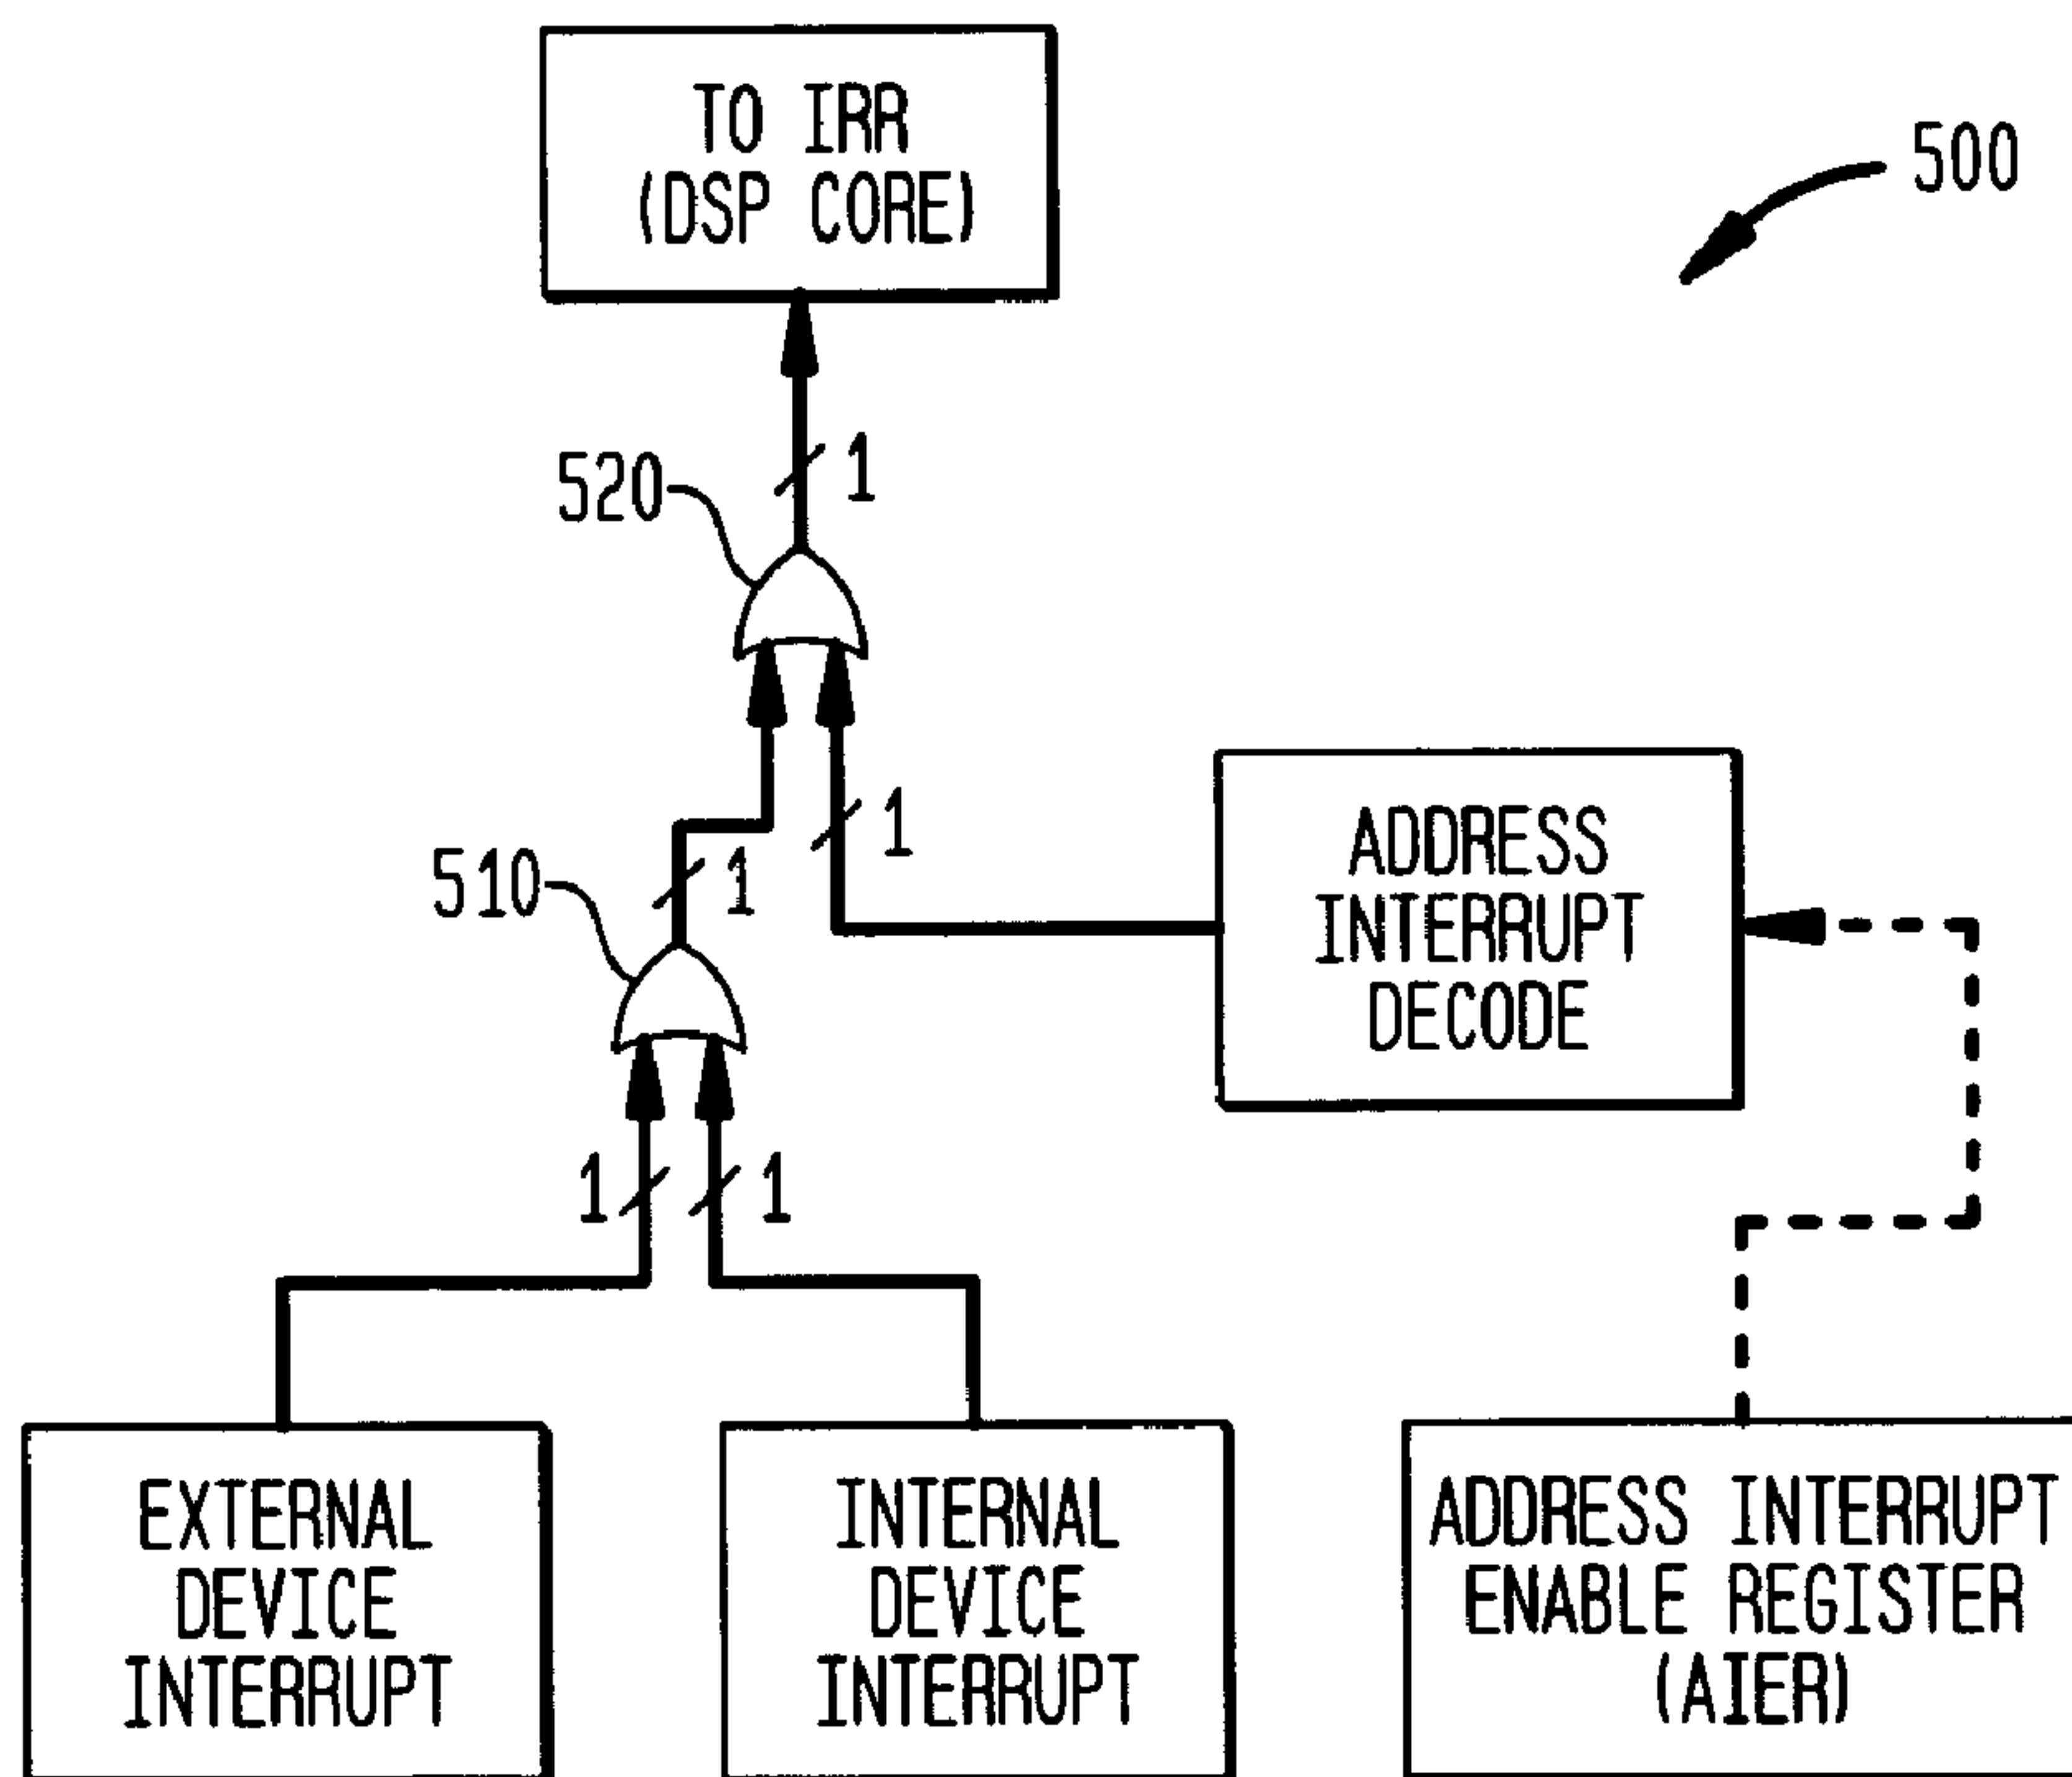 TO IRR
(DSP CORE)
500
1
520
1
ADDRESS
INTERRUPT
DECODE
510
1
1
1
EXTERNAL
DEVICE
INTERRUPT
INTERNAL
DEVICE
INTERRUPT
ADDRESS INTERRUPT
ENABLE REGISTER
(AIER)